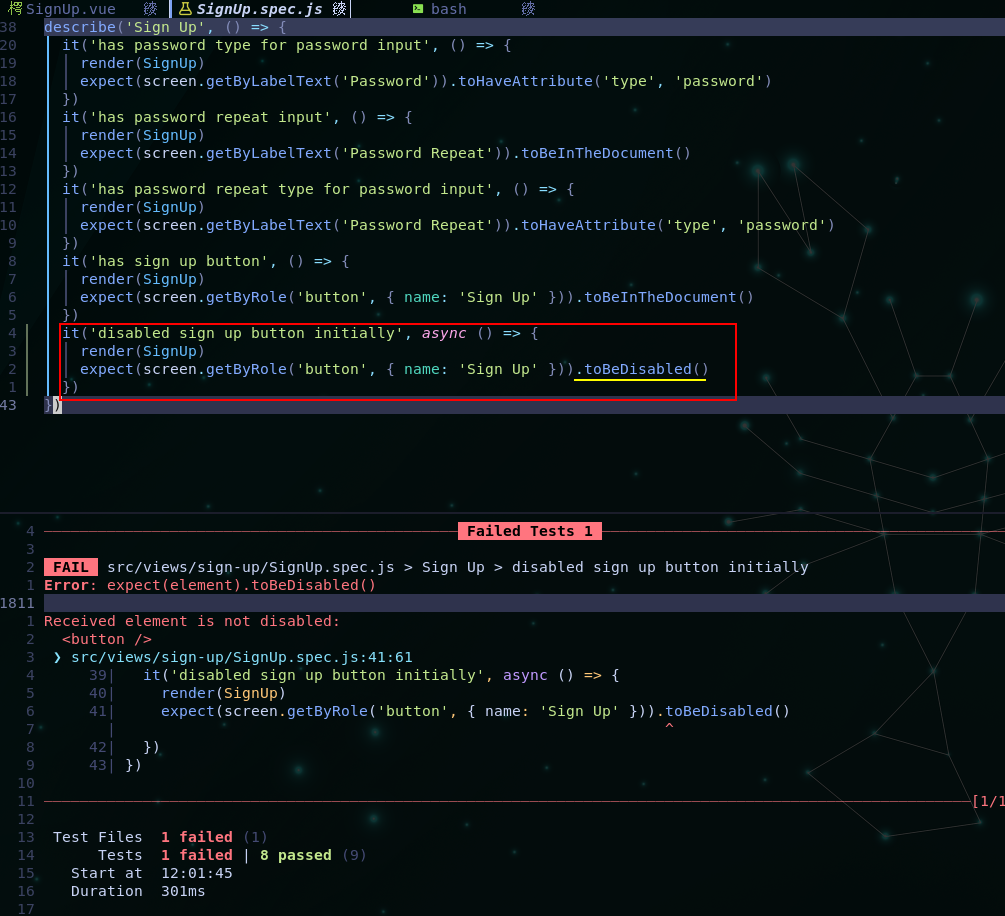 SignUp.vue SignUp.spec.js bash
38 describe('Sign Up', () => {
20 it('has password type for password input', () => {
19 render(SignUp)
18 expect(screen.getByLabelText('Password')).toHaveAttribute('type', 'password')
17 })
16 it('has password repeat input', () => {
15 render(SignUp)
14 expect(screen.getByLabelText('Password Repeat')).toBeInTheDocument()
13 })
12 it('has password repeat type for password input', () => {
11 render(SignUp)
10 expect(screen.getByLabelText('Password Repeat')).toHaveAttribute('type', 'password')
9 })
8 it('has sign up button', () => {
7 render(SignUp)
6 expect(screen.getByRole('button', { name: 'Sign Up' })).toBeInTheDocument()
5 })
4 it('disabled sign up button initially', async () => {
3 render(SignUp)
2 expect(screen.getByRole('button', { name: 'Sign Up' })).toBeDisabled()
1 })
43 })
4 Failed Tests 1
3
2 FAIL src/views/sign-up/SignUp.spec.js > Sign Up > disabled sign up button initially
1 Error: expect(element).toBeDisabled()
1811
1 Received element is not disabled:
2 <button />
3 ❯ src/views/sign-up/SignUp.spec.js:41:61
4 39| it('disabled sign up button initially', async () => {
5 40| render(SignUp)
6 41| expect(screen.getByRole('button', { name: 'Sign Up' })).toBeDisabled()
7 | ^
8 42| })
9 43| })
10
11 [1/1
12
13 Test Files 1 failed (1)
14 Tests 1 failed | 8 passed (9)
15 Start at 12:01:45
16 Duration 301ms
17